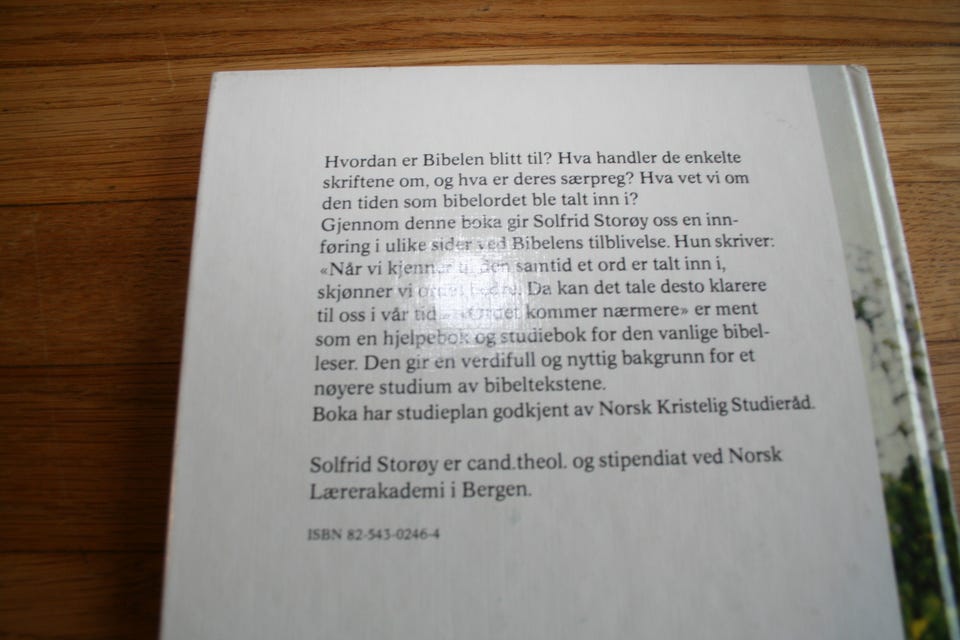 Hvordan er Bibelen blitt til? Hva handler de enkelte
skriftene om, og hva er deres særpreg? Hva vet vi om
den tiden som bibelordet ble talt inn i?
Gjennom denne boka gir Solfrid Storøy oss en inn-
føring i ulike sider ved Bibelens tilblivelse. Hun skriver:
«Når vi kjenner til den samtid et ord er talt inn i,
skjønner vi ordet bedre. Da kan det tale desto klarere
til oss i vår tid.» «Ordet kommer nærmere» er ment
som en hjelpebok og studiebok for den vanlige bibel-
leser. Den gir en verdifull og nyttig bakgrunn for et
nøyere studium av bibeltekstene.
Boka har studieplan godkjent av Norsk Kristelig Studieråd.
Solfrid Storøy er cand.theol. og stipendiat ved Norsk
Lærerakademi i Bergen.
ISBN 82-543-0246-4